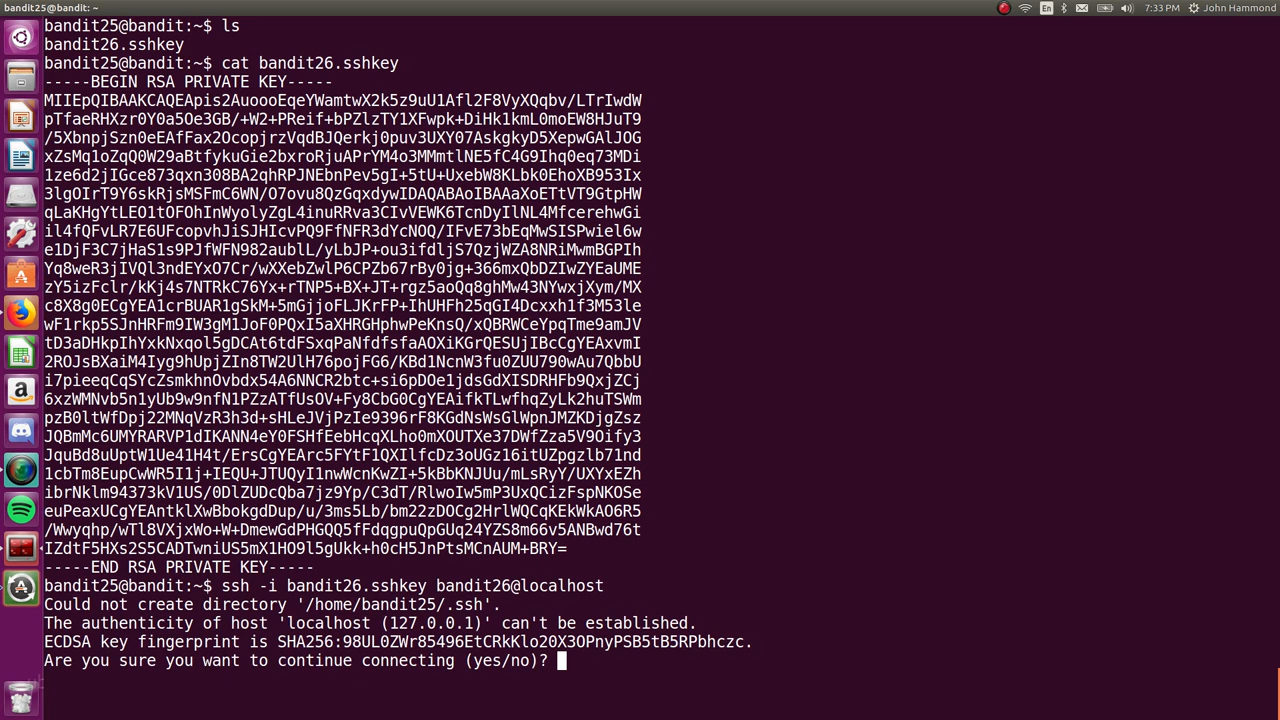 bandit25@bandit: ~
En
7:33 PM
John Hammond
bandit25@bandit:~$ ls
bandit26.sshkey
bandit25@bandit:~$ cat bandit26.sshkey
-----BEGIN RSA PRIVATE KEY-----
MIIEpQIBAAKCAQEApis2AuoooEqeYWamtwX2k5z9uU1Afl2F8VyXQqbv/LTrIwdW
pTfaeRHXzr0Y0a5Oe3GB/+W2+PReif+bPZlzTY1XFwpk+DiHk1kmL0moEW8HJuT9
/5XbnpjSzn0eEAfFax2OcopjrzVqdBJQerkj0puv3UXY07AskgkyD5XepwGAlJOG
xZsMq1oZqQ0W29aBtfykuGie2bxroRjuAPrYM4o3MMmtlNE5fC4G9Ihq0eq73MDi
1ze6d2jIGce873qxn308BA2qhRPJNEbnPev5gI+5tU+UxebW8KLbk0EhoXB953Ix
3lgOIrT9Y6skRjsMSFmC6WN/O7ovu8QzGqxdywIDAQABAoIBAAaXoETtVT9GtpHW
qLaKHgYtLEO1tOFOhInWyolyZgL4inuRRva3CIvVEWK6TcnDyIlNL4MfcerehwGi
il4fQFvLR7E6UFcopvhJiSJHIcvPQ9FfNFR3dYcNOQ/IFvE73bEqMwSISPwiel6w
e1DjF3C7jHaS1s9PJfWFN982aublL/yLbJP+ou3ifdljS7QzjWZA8NRiMwmBGPIh
Yq8weR3jIVQl3ndEYxO7Cr/wXXebZwlP6CPZb67rBy0jg+366mxQbDZIwZYEaUME
zY5izFclr/kKj4s7NTRkC76Yx+rTNP5+BX+JT+rgz5aoQq8ghMw43NYwxjXym/MX
c8X8g0ECgYEA1crBUAR1gSkM+5mGjjoFLJKrFP+IhUHFh25qGI4Dcxxh1f3M53le
wF1rkp5SJnHRFm9IW3gM1JoF0PQxI5aXHRGHphwPeKnsQ/xQBRWCeYpqTme9amJV
tD3aDHkpIhYxkNxqol5gDCAt6tdFSxqPaNfdfsfaAOXiKGrQESUjIBcCgYEAxvmI
2ROJsBXaiM4Iyg9hUpjZIn8TW2UlH76pojFG6/KBd1NcnW3fu0ZUU790wAu7QbbU
i7pieeqCqSYcZsmkhnOvbdx54A6NNCR2btc+si6pDOe1jdsGdXISDRHFb9QxjZCj
6xzWMNvb5n1yUb9w9nfN1PZzATfUsOV+Fy8CbG0CgYEAifkTLwfhqZyLk2huTSWm
pzB0ltWfDpj22MNqVzR3h3d+sHLeJVjPzIe9396rF8KGdNsWsGlWpnJMZKDjgZsz
JQBmMc6UMYRARVP1dIKANN4eY0FSHfEebHcqXLho0mXOUTXe37DWfZza5V9Oify3
JquBd8uUptW1Ue41H4t/ErsCgYEArc5FYtF1QXIlfcDz3oUGz16itUZpgzlb71nd
1cbTm8EupCwWR5I1j+IEQU+JTUQyI1nwWcnKwZI+5kBbKNJUu/mLsRyY/UXYxEZh
ibrNklm94373kV1US/0DlZUDcQba7jz9Yp/C3dT/RlwoIw5mP3UxQCizFspNKOSe
euPeaxUCgYEAntklXwBbokgdDup/u/3ms5Lb/bm22zDOCg2HrlWQCqKEkWkAO6R5
/Wwyqhp/wTl8VXjxWo+W+DmewGdPHGQQ5fFdqgpuQpGUq24YZS8m66v5ANBwd76t
IZdtF5HXs2S5CADTwniUS5mX1HO9l5gUkk+h0cH5JnPtsMCnAUM+BRY=
-----END RSA PRIVATE KEY-----
bandit25@bandit:~$ ssh -i bandit26.sshkey bandit26@localhost
Could not create directory '/home/bandit25/.ssh'.
The authenticity of host 'localhost (127.0.0.1)' can't be established.
ECDSA key fingerprint is SHA256:98UL0ZWr85496EtCRkKlo20X3OPnyPSB5tB5RPbhczc.
Are you sure you want to continue connecting (yes/no)?